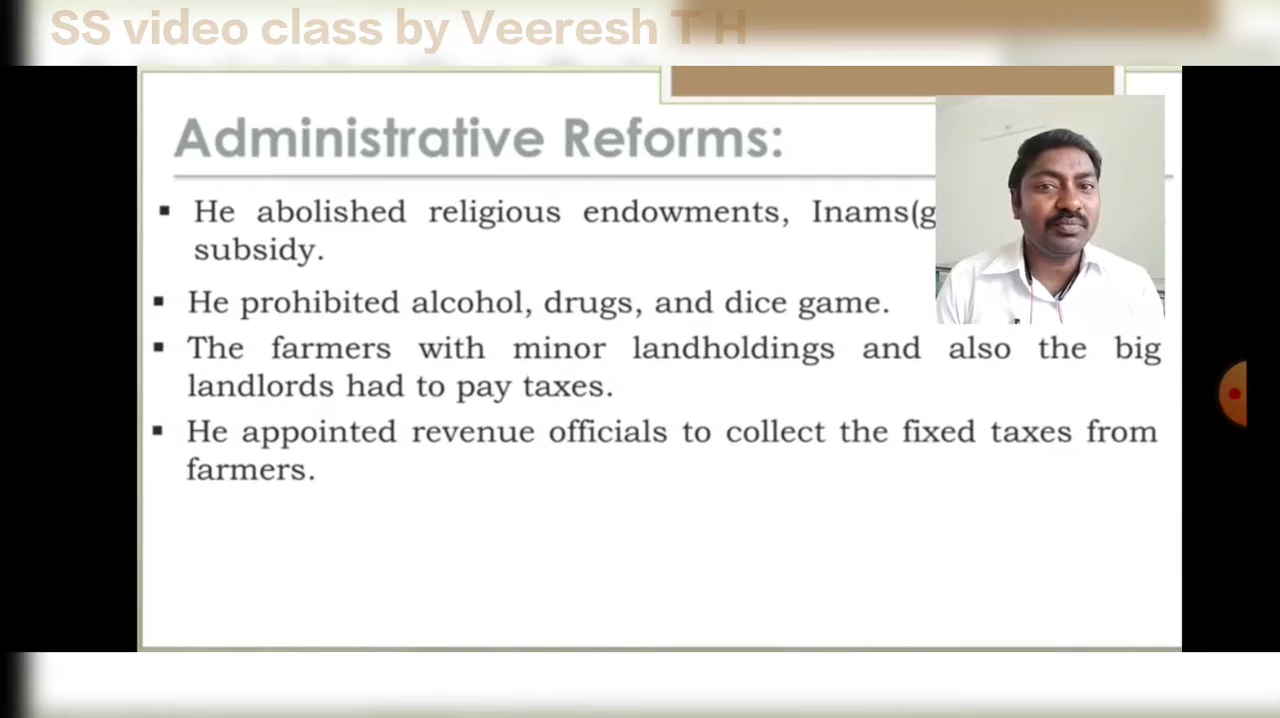 SS video class by Veeresh T H
Administrative Reforms:
▪ He abolished religious endowments, Inams(g
subsidy.
▪ He prohibited alcohol, drugs, and dice game.
▪ The farmers with minor landholdings and also the big
landlords had to pay taxes.
▪ He appointed revenue officials to collect the fixed taxes from
farmers.